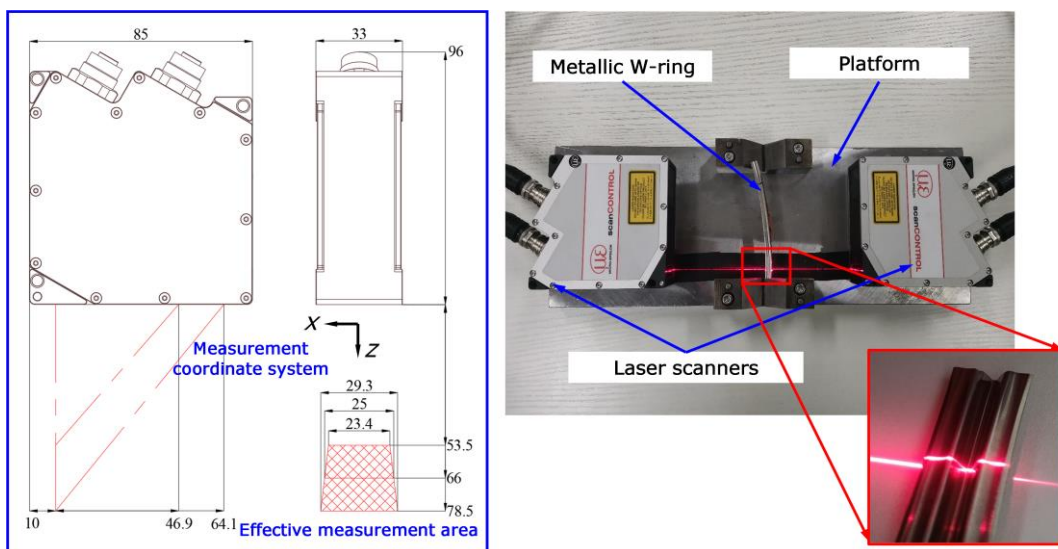 85
33
96
X
Z
Measurement
coordinate system
29.3
25
23.4
53.5
66
78.5
10
46.9
64.1
Effective measurement area
Metallic W-ring
Platform
scanCONTROL
scanCONTROL
Laser scanners